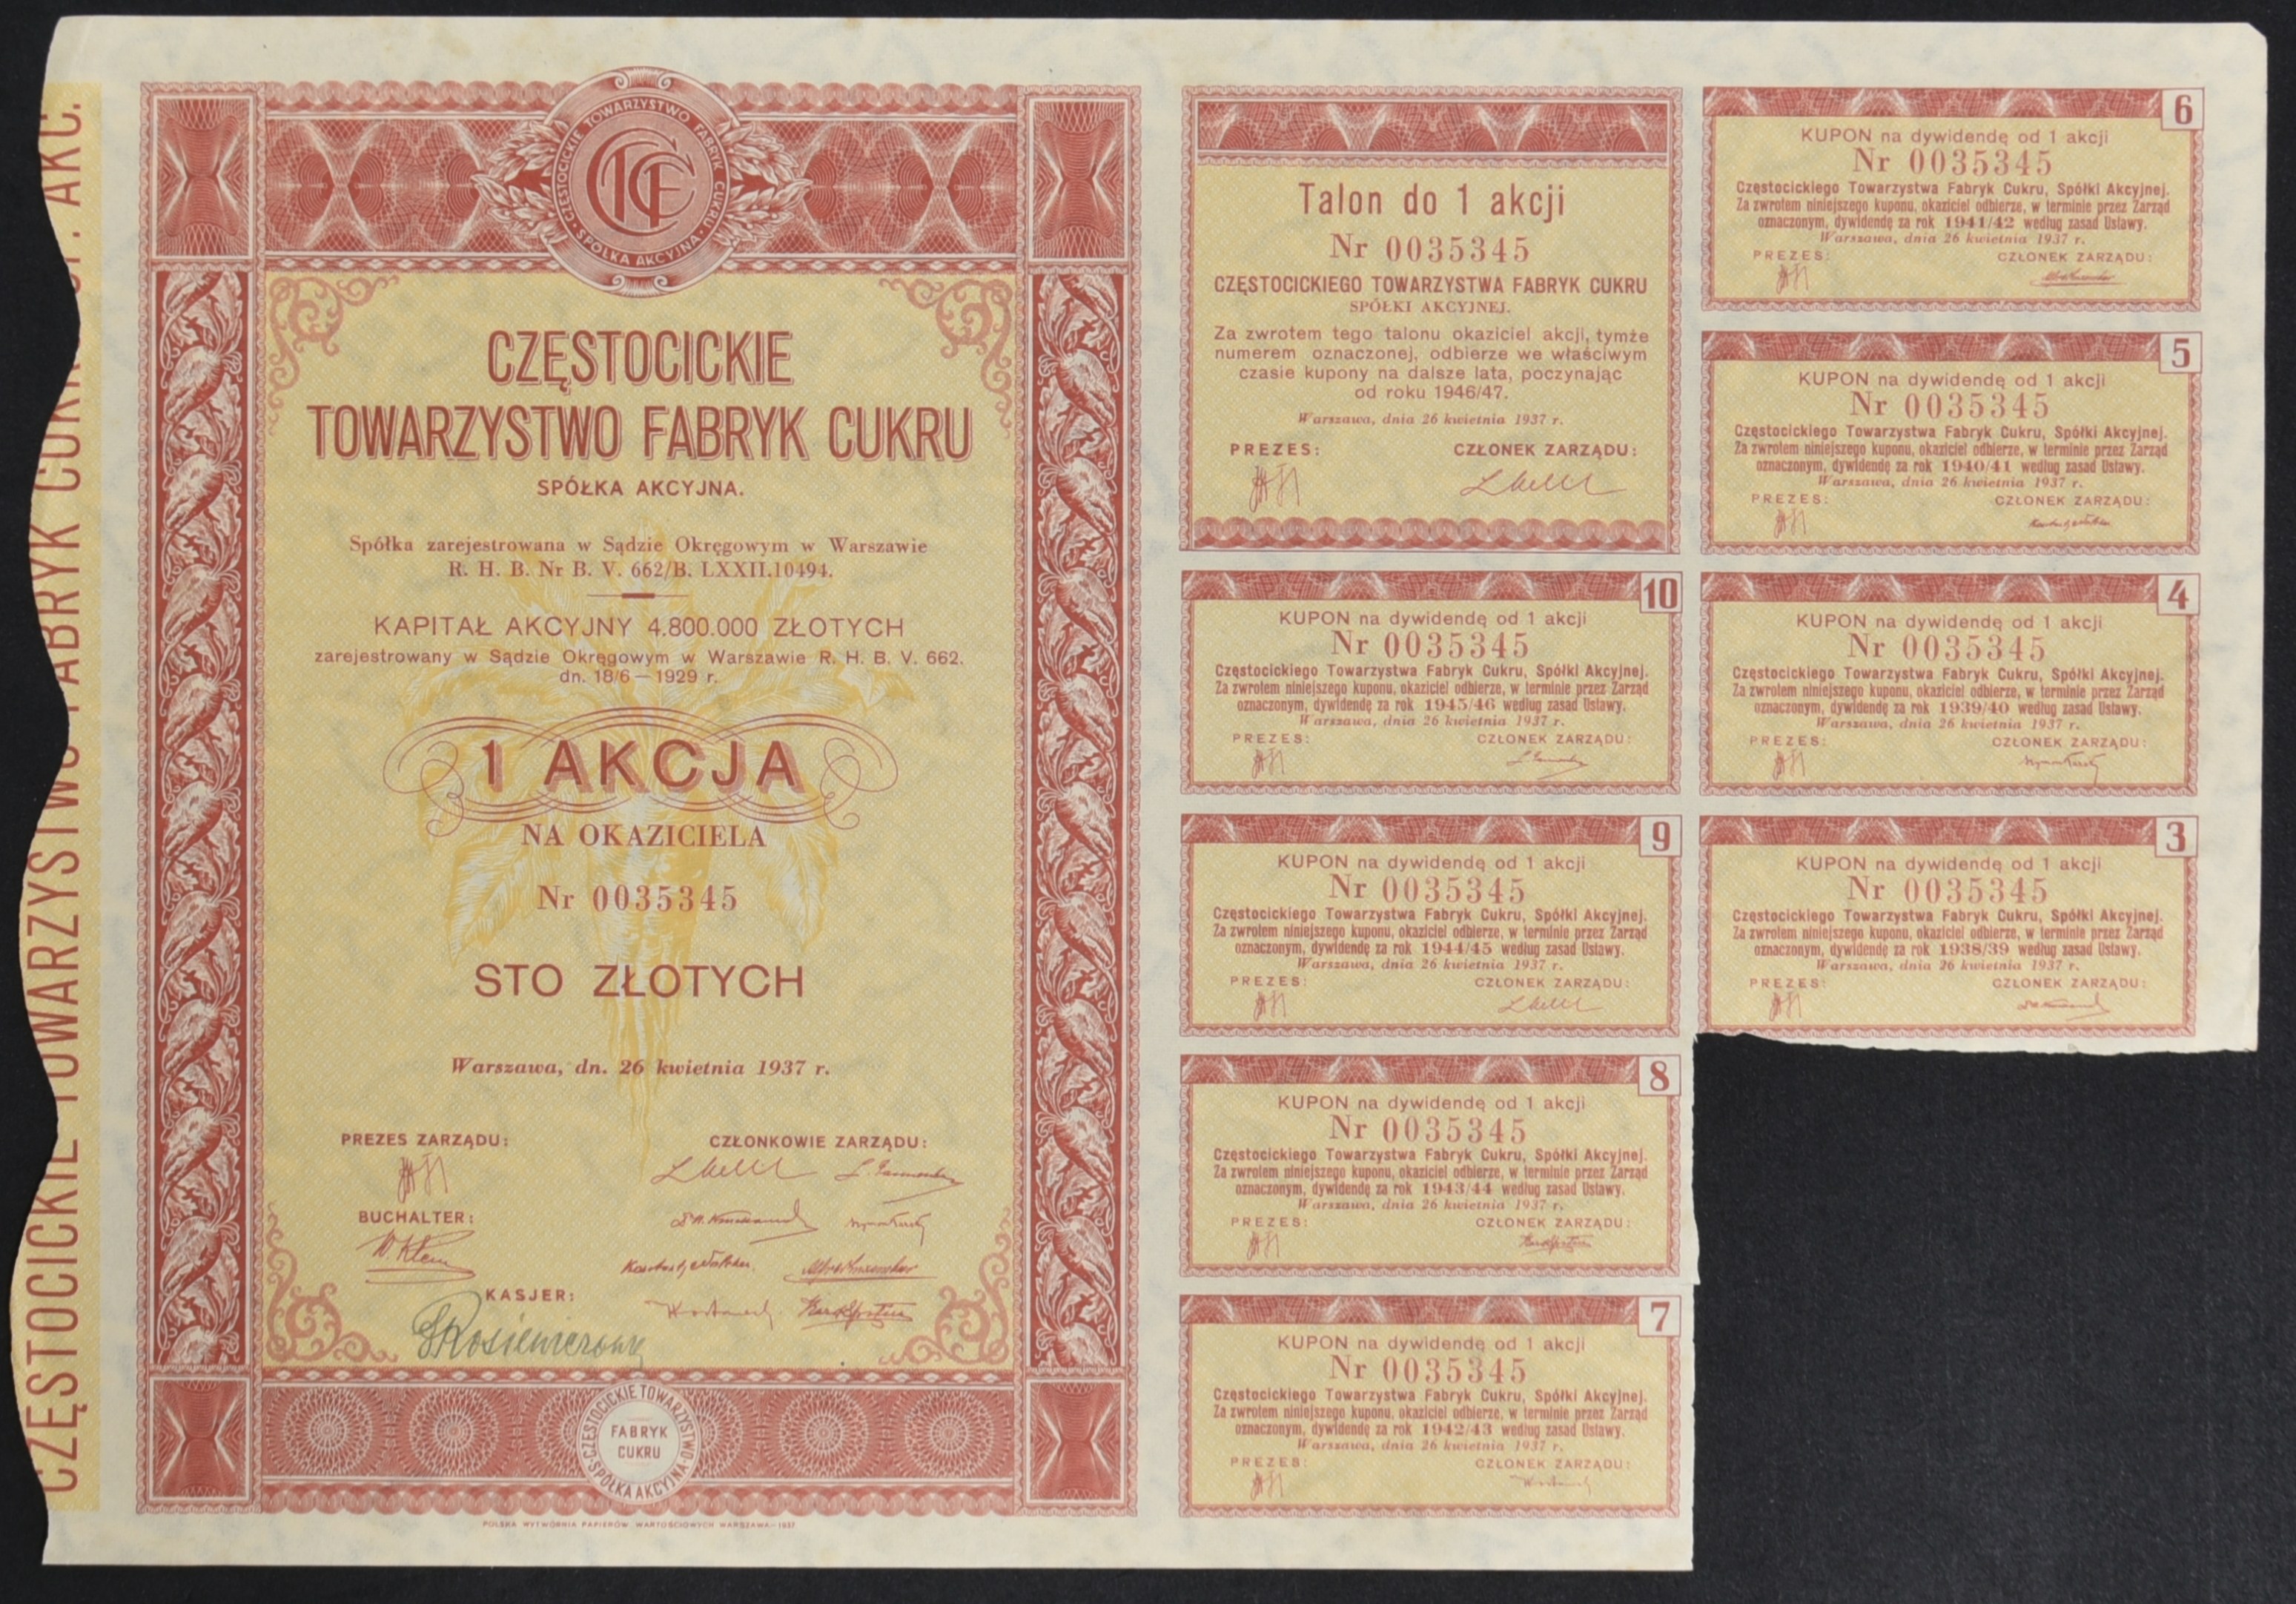 CZĘSTOCICKIE TOWARZYSTWO FABRYK CUKRU SP. AKC.
CZĘSTOCICKIE TOWARZYSTWO FABRYK CUKRU
SPÓŁKA AKCYJNA
CTFC
CZĘSTOCICKIE
TOWARZYSTWO FABRYK CUKRU
SPÓŁKA AKCYJNA.
Spółka zarejestrowana w Sądzie Okręgowym w Warszawie
R. H. B. Nr B. V. 662/B. LXXII.10494.
KAPITAŁ AKCYJNY 4.800.000 ZŁOTYCH
zarejestrowany w Sądzie Okręgowym w Warszawie R. H. B. V. 662.
dn. 18/6 — 1929 r.
1 AKCJA
NA OKAZICIELA
Nr 0035345
STO ZŁOTYCH
Warszawa, dn. 26 kwietnia 1937 r.
PREZES ZARZĄDU:
CZŁONKOWIE ZARZĄDU:
BUCHALTER:
W Klem
KASJER:
CZĘSTOCICKIE TOWARZYSTWO
FABRYK
CUKRU
SPÓŁKA AKCYJNA
POLSKA WYTWÓRNIA PAPIERÓW WARTOŚCIOWYCH WARSZAWA—1937
Talon do 1 akcji
Nr 0035345
CZĘSTOCICKIEGO TOWARZYSTWA FABRYK CUKRU
SPÓŁKI AKCYJNEJ.
Za zwrotem tego talonu okaziciel akcji, tymże
numerem oznaczonej, odbierze we właściwym
czasie kupony na dalsze lata, poczynając
od roku 1946/47.
Warszawa, dnia 26 kwietnia 1937 r.
PREZES:
CZŁONEK ZARZĄDU:
10
KUPON na dywidendę od 1 akcji
Nr 0035345
Częstocickiego Towarzystwa Fabryk Cukru, Spółki Akcyjnej.
Za zwrotem niniejszego kuponu, okaziciel odbierze, w terminie przez Zarząd
oznaczonym, dywidendę za rok 1945/46 według zasad Ustawy.
Warszawa, dnia 26 kwietnia 1937 r.
PREZES:
CZŁONEK ZARZĄDU:
9
KUPON na dywidendę od 1 akcji
Nr 0035345
Częstocickiego Towarzystwa Fabryk Cukru, Spółki Akcyjnej.
Za zwrotem niniejszego kuponu, okaziciel odbierze, w terminie przez Zarząd
oznaczonym, dywidendę za rok 1944/45 według zasad Ustawy.
Warszawa, dnia 26 kwietnia 1937 r.
PREZES:
CZŁONEK ZARZĄDU:
8
KUPON na dywidendę od 1 akcji
Nr 0035345
Częstocickiego Towarzystwa Fabryk Cukru, Spółki Akcyjnej.
Za zwrotem niniejszego kuponu, okaziciel odbierze, w terminie przez Zarząd
oznaczonym, dywidendę za rok 1943/44 według zasad Ustawy.
Warszawa, dnia 26 kwietnia 1937 r.
PREZES:
CZŁONEK ZARZĄDU:
7
KUPON na dywidendę od 1 akcji
Nr 0035345
Częstocickiego Towarzystwa Fabryk Cukru, Spółki Akcyjnej.
Za zwrotem niniejszego kuponu, okaziciel odbierze, w terminie przez Zarząd
oznaczonym, dywidendę za rok 1942/43 według zasad Ustawy.
Warszawa, dnia 26 kwietnia 1937 r.
PREZES:
CZŁONEK ZARZĄDU:
6
KUPON na dywidendę od 1 akcji
Nr 0035345
Częstocickiego Towarzystwa Fabryk Cukru, Spółki Akcyjnej.
Za zwrotem niniejszego kuponu, okaziciel odbierze, w terminie przez Zarząd
oznaczonym, dywidendę za rok 1941/42 według zasad Ustawy.
Warszawa, dnia 26 kwietnia 1937 r.
PREZES:
CZŁONEK ZARZĄDU:
5
KUPON na dywidendę od 1 akcji
Nr 0035345
Częstocickiego Towarzystwa Fabryk Cukru, Spółki Akcyjnej.
Za zwrotem niniejszego kuponu, okaziciel odbierze, w terminie przez Zarząd
oznaczonym, dywidendę za rok 1940/41 według zasad Ustawy.
Warszawa, dnia 26 kwietnia 1937 r.
PREZES:
CZŁONEK ZARZĄDU:
4
KUPON na dywidendę od 1 akcji
Nr 0035345
Częstocickiego Towarzystwa Fabryk Cukru, Spółki Akcyjnej.
Za zwrotem niniejszego kuponu, okaziciel odbierze, w terminie przez Zarząd
oznaczonym, dywidendę za rok 1939/40 według zasad Ustawy.
Warszawa, dnia 26 kwietnia 1937 r.
PREZES:
CZŁONEK ZARZĄDU:
3
KUPON na dywidendę od 1 akcji
Nr 0035345
Częstocickiego Towarzystwa Fabryk Cukru, Spółki Akcyjnej.
Za zwrotem niniejszego kuponu, okaziciel odbierze, w terminie przez Zarząd
oznaczonym, dywidendę za rok 1938/39 według zasad Ustawy.
Warszawa, dnia 26 kwietnia 1937 r.
PREZES:
CZŁONEK ZARZĄDU: